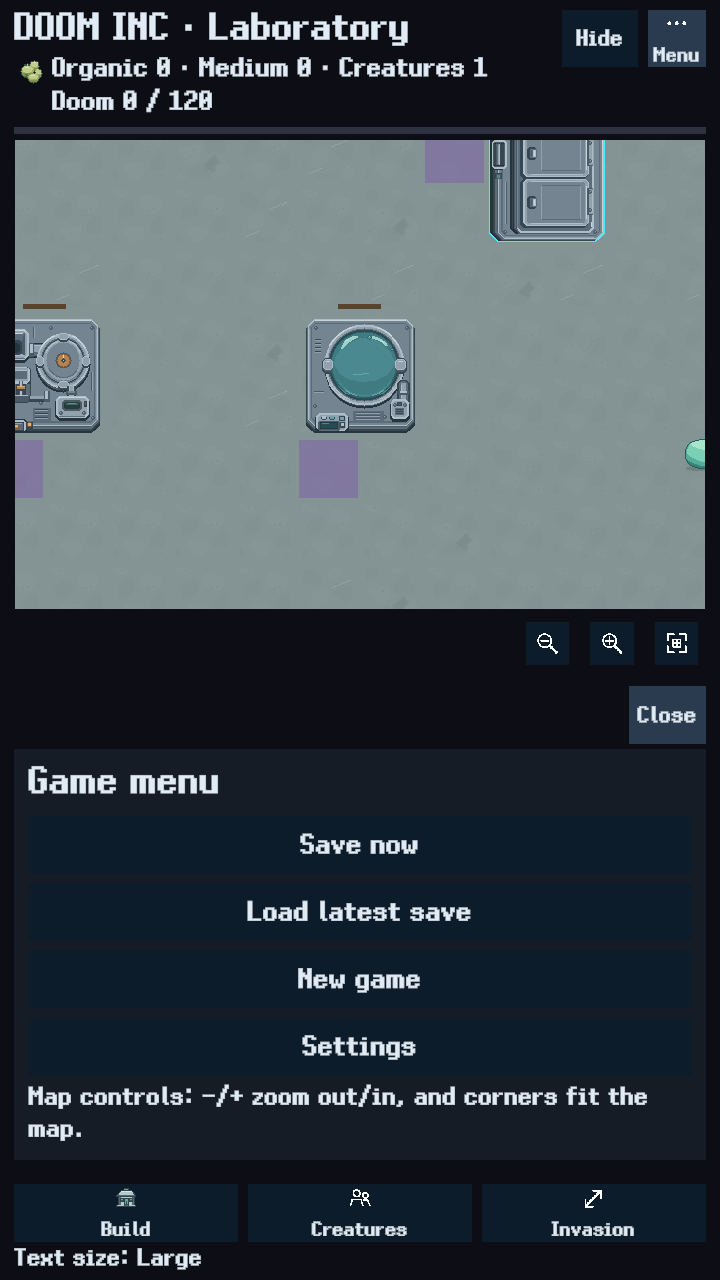 DOOM INC · Laboratory
Organic 0 · Medium 0 · Creatures 1
Doom 0 / 120
Hide
Menu
Close
Game menu
Save now
Load latest save
New game
Settings
Map controls: -/+ zoom out/in, and corners fit the
map.
Build
Creatures
Invasion
Text size: Large